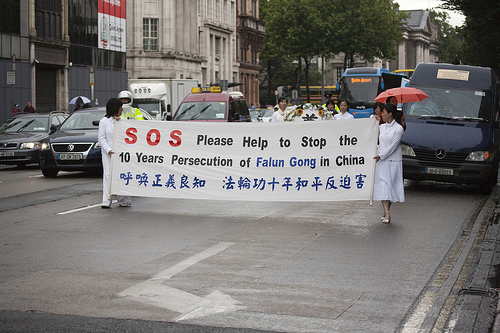 SOS Please Help to Stop the
10 Years Persecution of Falun Gong in China
呼喚正義良知 法輪功十年和平反迫害